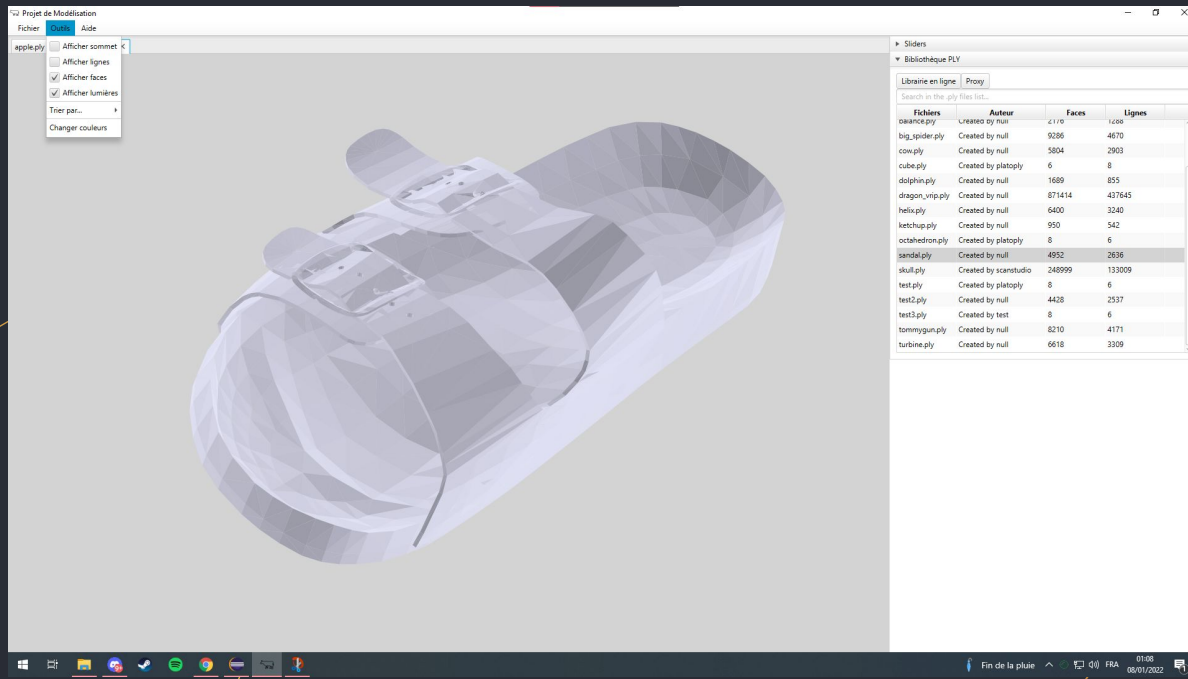 Projet de Modélisation
Fichier Outils Aide
apple.ply
Afficher sommet
Afficher lignes
Afficher faces
Afficher lumières
Trier par...
Changer couleurs
Sliders
Bibliothèque PLY
Librairie en ligne Proxy
Search in the .ply files list...
Fichiers Auteur Faces Lignes
balance.ply Created by null 2176 1288
big_spider.ply Created by null 9286 4670
cow.ply Created by null 5804 2903
cube.ply Created by platoply 6 8
dolphin.ply Created by null 1689 855
dragon_vrip.ply Created by null 871414 437645
helix.ply Created by null 6400 3240
ketchup.ply Created by null 950 542
octahedron.ply Created by platoply 8 6
sandal.ply Created by null 4952 2636
skull.ply Created by scanstudio 248999 133009
test.ply Created by platoply 8 6
test2.ply Created by null 4428 2537
test3.ply Created by test 8 6
tommygun.ply Created by null 8210 4171
turbine.ply Created by null 6618 3309
Fin de la pluie FRA 01:08
08/01/2022